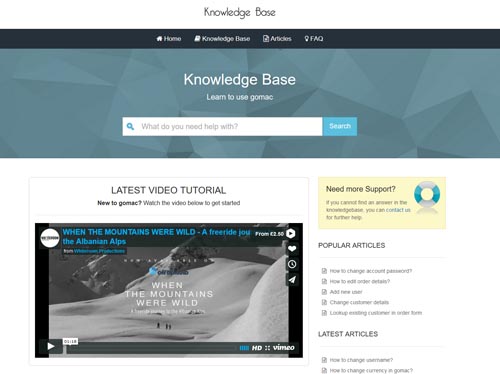 Knowledge Base
Home Knowledge Base Articles FAQ
Knowledge Base
Learn to use gomac
What do you need help with?
Search
LATEST VIDEO TUTORIAL
New to gomac? Watch the video below to get started
WHEN THE MOUNTAINS WERE WILD - A freeride jou
the Albanian Alps
from Whiteroom Productions
From £2.50
WHEN
THE MOUNTAINS
WERE WILD
01:18
HD
vimeo
Need more Support?
If you cannot find an answer in the
knowledgebase, you can contact us
for further help.
POPULAR ARTICLES
How to change account password?
How to edit order details?
Add new user
Change customer details
Lookup existing customer in order form
LATEST ARTICLES
How to change username?
How to change currency in gomac?